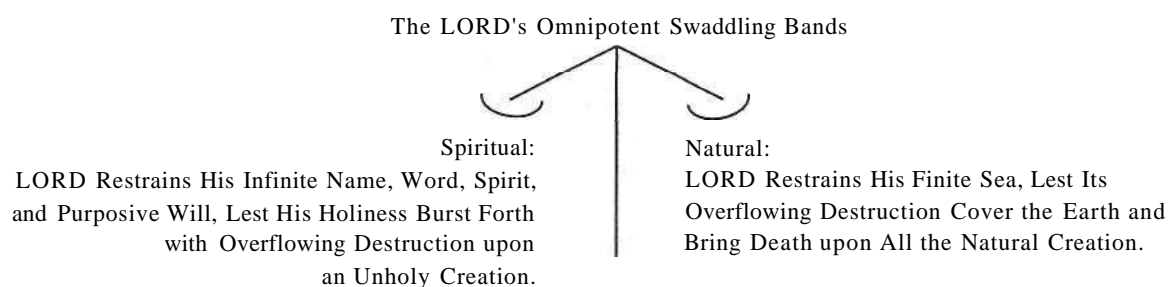 The LORD's Omnipotent Swaddling Bands
Spiritual:
LORD Restrains His Infinite Name, Word, Spirit,
and Purposive Will, Lest His Holiness Burst Forth
with Overflowing Destruction upon
an Unholy Creation.
Natural:
LORD Restrains His Finite Sea, Lest Its
Overflowing Destruction Cover the Earth and
Bring Death upon All the Natural Creation.